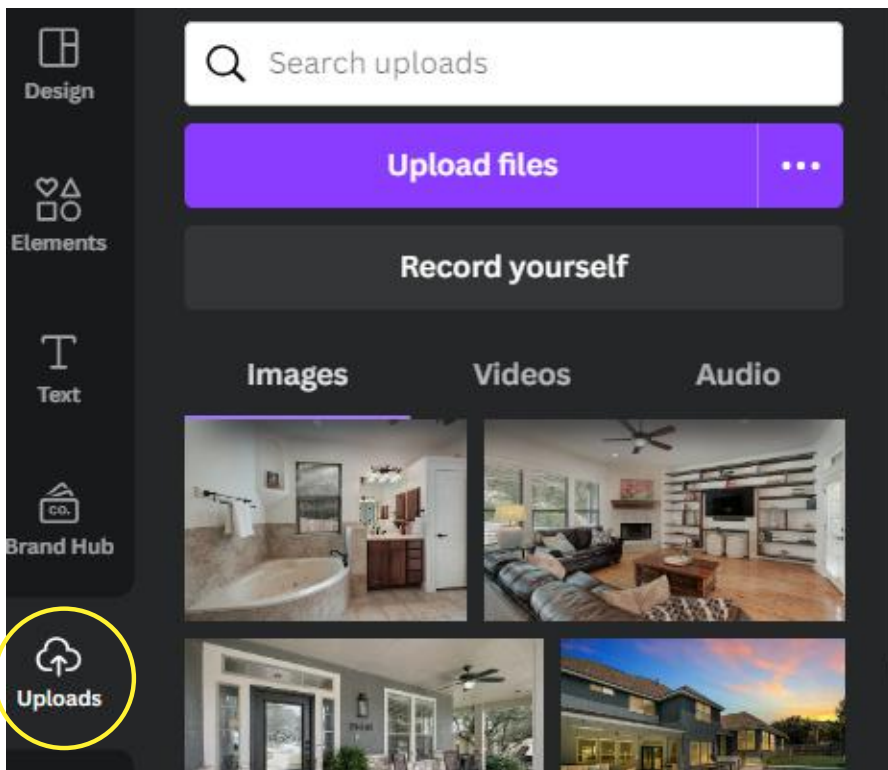 Design
Elements
Text
CO.
Brand Hub
Uploads
Search uploads
Upload files
Record yourself
Images Videos Audio